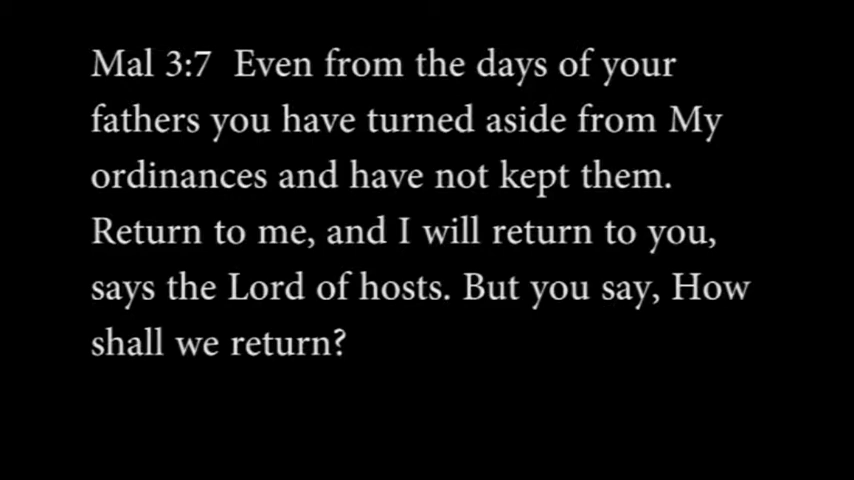 Mal 3:7  Even from the days of your
fathers you have turned aside from My
ordinances and have not kept them.
Return to me, and I will return to you,
says the Lord of hosts. But you say, How
shall we return?